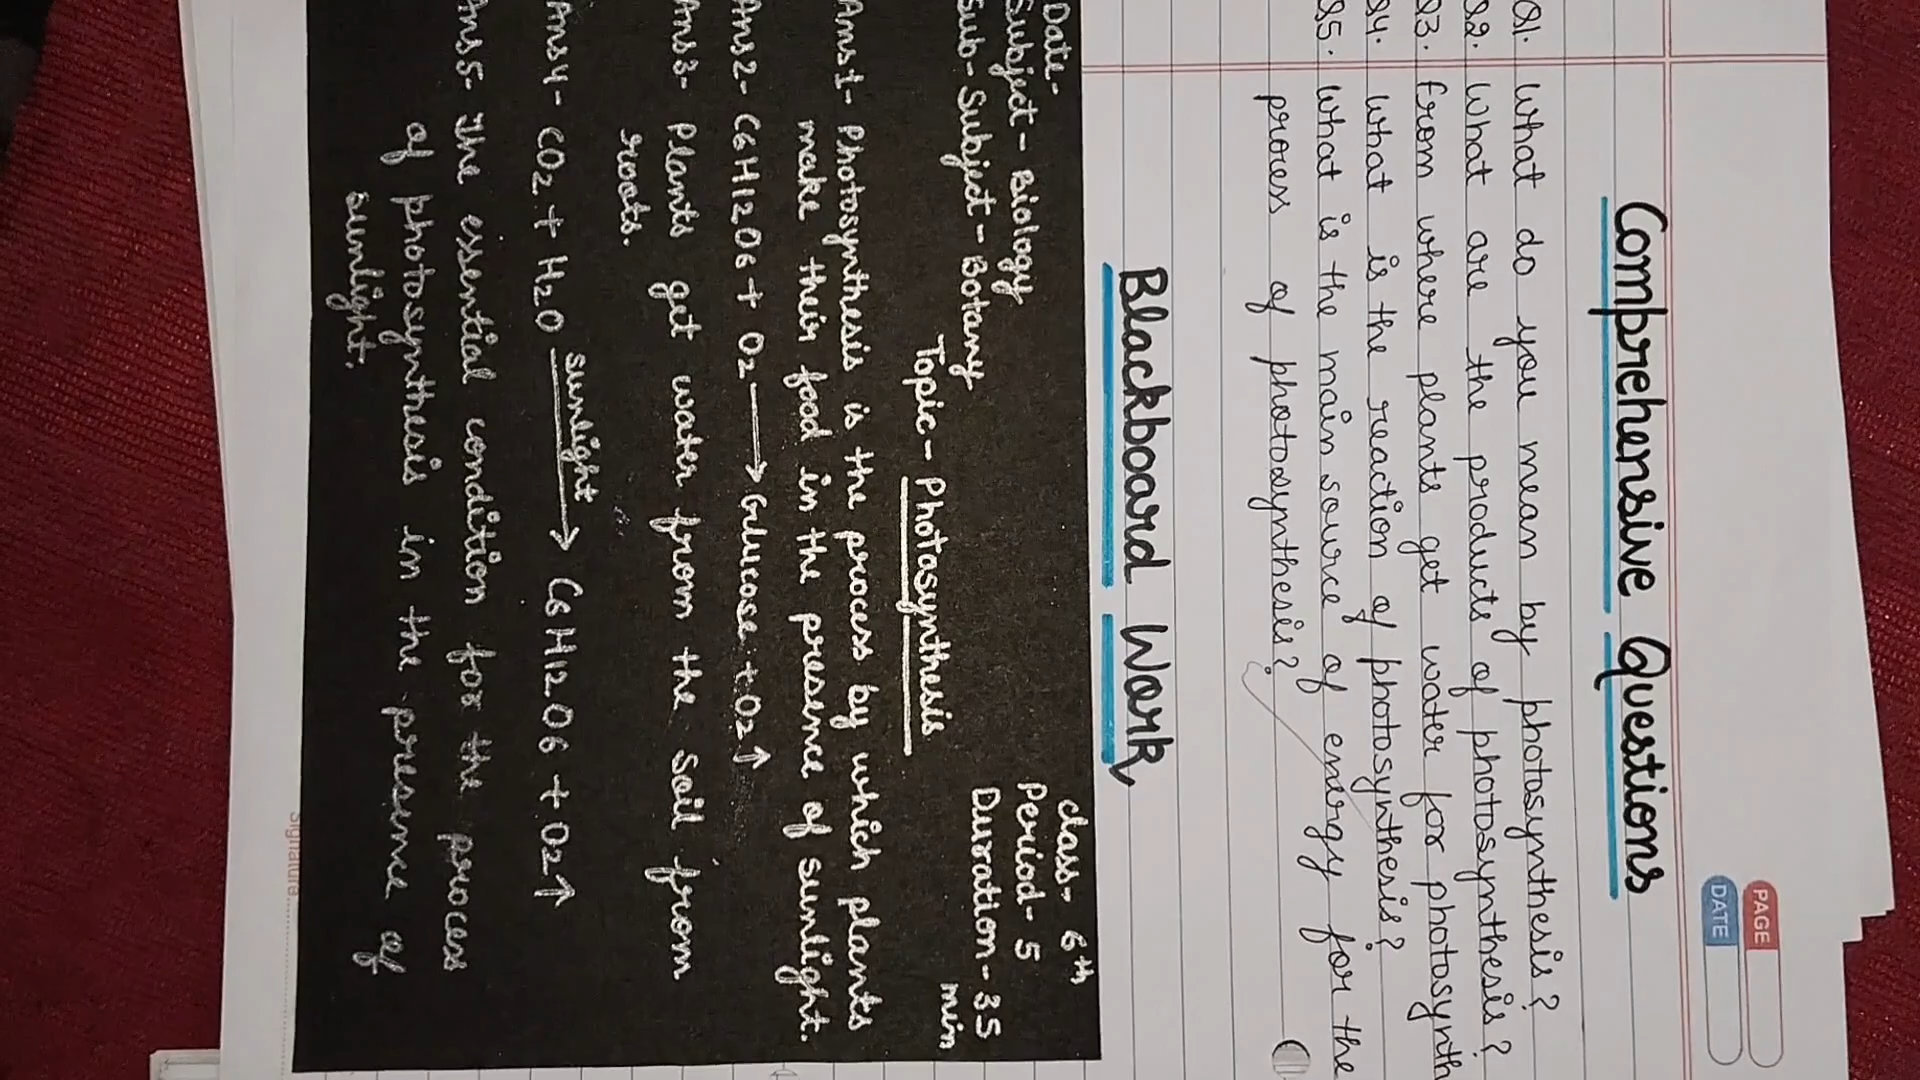 PAGE
DATE
Comprehensive Questions
Q1. What do you mean by photosynthesis?
Q2. What are the products of photosynthesis?
Q3. From where plants get water for photosynth
Q4. What is the reaction of photosynthesis?
Q5. What is the main source of energy for the
process of photosynthesis?
Blackboard Work
Date-
Class- 6th
Subject- Biology
Period- 5
Sub-Subject- Botany
Duration- 35
min
Topic- Photosynthesis
Ans1- Photosynthesis is the process by which plants
make their food in the presence of sunlight.
Ans2- C6H12O6 + O2 → Glucose + O2↑
Ans3- Plants get water from the soil from
roots.
Ans4- CO2 + H2O sunlight → C6H12O6 + O2↑
Ans5- The essential condition for the process
of photosynthesis in the presense of
sunlight.
Signature